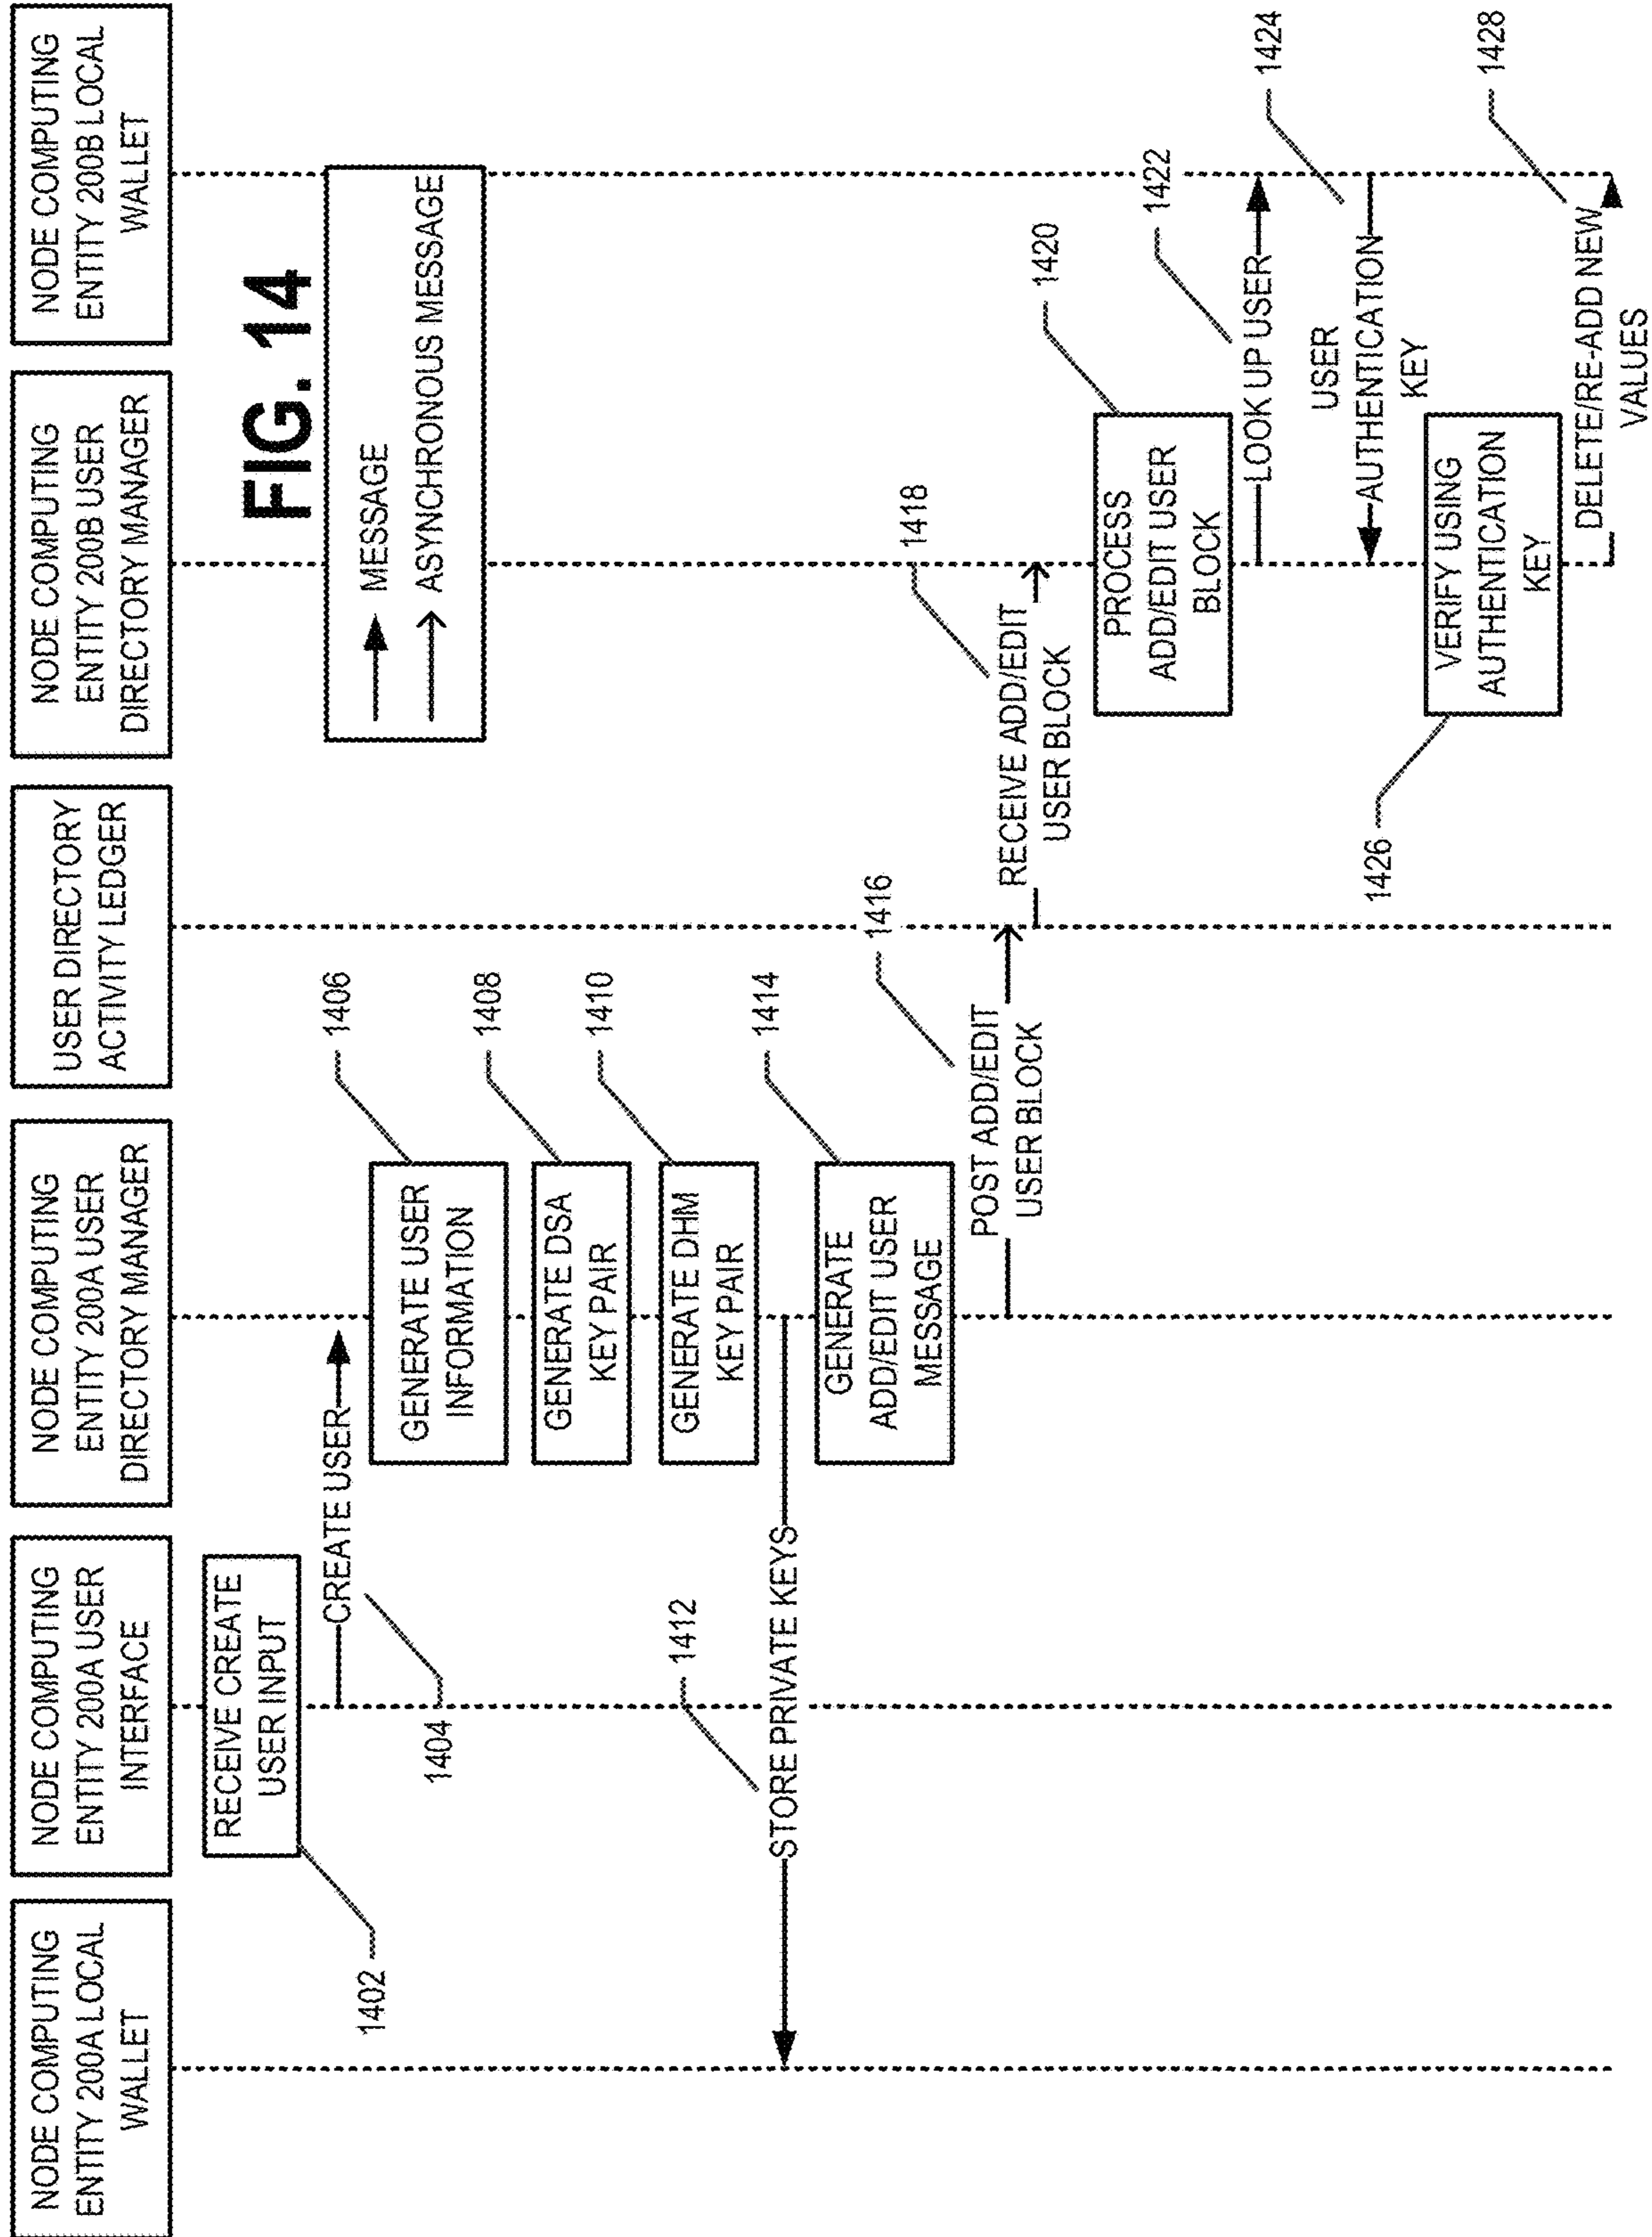 NODE COMPUTING
ENTITY 200A LOCAL
WALLET
NODE COMPUTING
ENTITY 200A USER
INTERFACE
NODE COMPUTING
ENTITY 200A USER
DIRECTORY MANAGER
USER DIRECTORY
ACTIVITY LEDGER
NODE COMPUTING
ENTITY 200B USER
DIRECTORY MANAGER
NODE COMPUTING
ENTITY 200B LOCAL
WALLET
FIG. 14
MESSAGE
ASYNCHRONOUS MESSAGE
RECEIVE CREATE
USER INPUT
1402
CREATE USER
1404
GENERATE USER
INFORMATION
1406
GENERATE DSA
KEY PAIR
1408
GENERATE DHM
KEY PAIR
1410
STORE PRIVATE KEYS
1412
GENERATE
ADD/EDIT USER
MESSAGE
1414
POST ADD/EDIT
USER BLOCK
1416
RECEIVE ADD/EDIT
USER BLOCK
1418
PROCESS
ADD/EDIT USER
BLOCK
1420
LOOK UP USER
1422
USER
AUTHENTICATION
KEY
1424
VERIFY USING
AUTHENTICATION
KEY
1426
DELETE/RE-ADD NEW
VALUES
1428